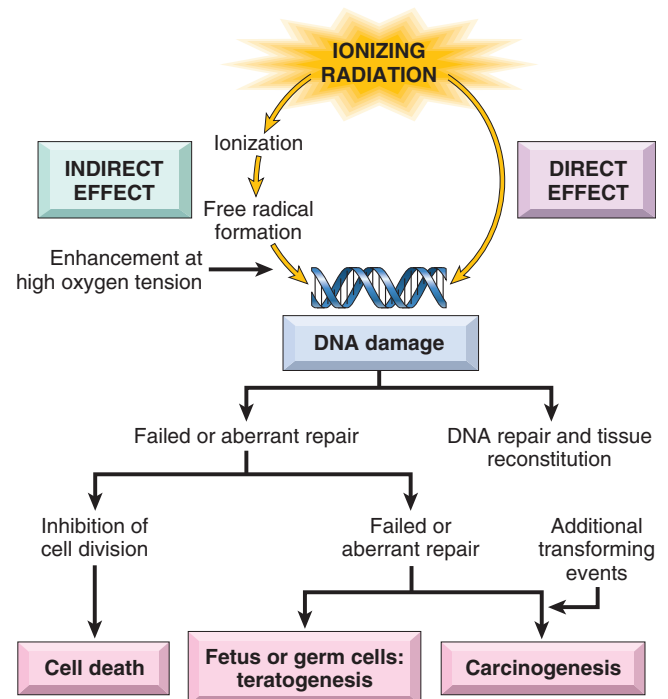 IONIZING
RADIATION
Ionization
INDIRECT
EFFECT
DIRECT
EFFECT
Free radical
formation
Enhancement at
high oxygen tension
DNA damage
Failed or aberrant repair
DNA repair and tissue
reconstitution
Inhibition of
cell division
Failed or
aberrant repair
Additional
transforming
events
Cell death
Fetus or germ cells:
teratogenesis
Carcinogenesis